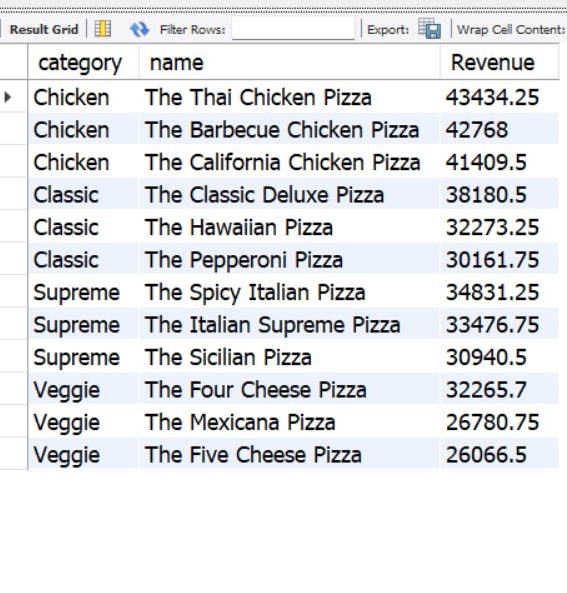 Result Grid Filter Rows: Export: Wrap Cell Content:
category name Revenue
Chicken The Thai Chicken Pizza 43434.25
Chicken The Barbecue Chicken Pizza 42768
Chicken The California Chicken Pizza 41409.5
Classic The Classic Deluxe Pizza 38180.5
Classic The Hawaiian Pizza 32273.25
Classic The Pepperoni Pizza 30161.75
Supreme The Spicy Italian Pizza 34831.25
Supreme The Italian Supreme Pizza 33476.75
Supreme The Sicilian Pizza 30940.5
Veggie The Four Cheese Pizza 32265.7
Veggie The Mexicana Pizza 26780.75
Veggie The Five Cheese Pizza 26066.5